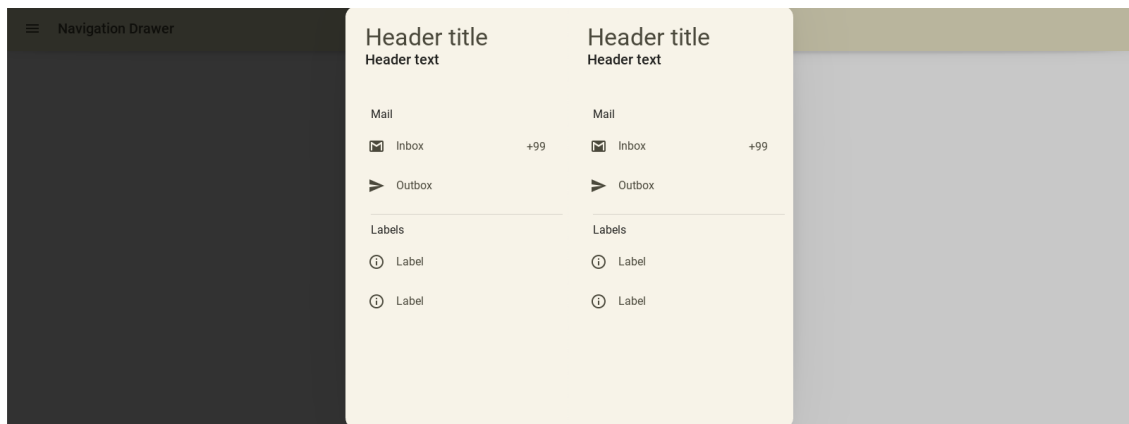 Navigation Drawer
Header title
Header text
Mail
Inbox +99
Outbox
Labels
Label
Label
Header title
Header text
Mail
Inbox +99
Outbox
Labels
Label
Label